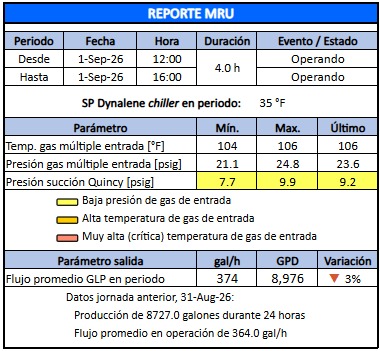 REPORTE MRU
Periodo Fecha Hora Duración Evento / Estado
Desde 1-Sep-26 12:00 4.0 h Operando
Hasta 1-Sep-26 16:00 Operando
SP Dynalene chiller en periodo: 35 °F
Parámetro Mín. Max. Último
Temp. gas múltiple entrada [°F] 104 106 106
Presión gas múltiple entrada [psig] 21.1 24.8 23.6
Presión succión Quincy [psig] 7.7 9.9 9.2
Baja presión de gas de entrada
Alta temperatura de gas de entrada
Muy alta (crítica) temperatura de gas de entrada
Parámetro salida gal/h GPD Variación
Flujo promedio GLP en periodo 374 8,976 ▼ 3%
Datos jornada anterior, 31-Aug-26:
Producción de 8727.0 galones durante 24 horas
Flujo promedio en operación de 364.0 gal/h